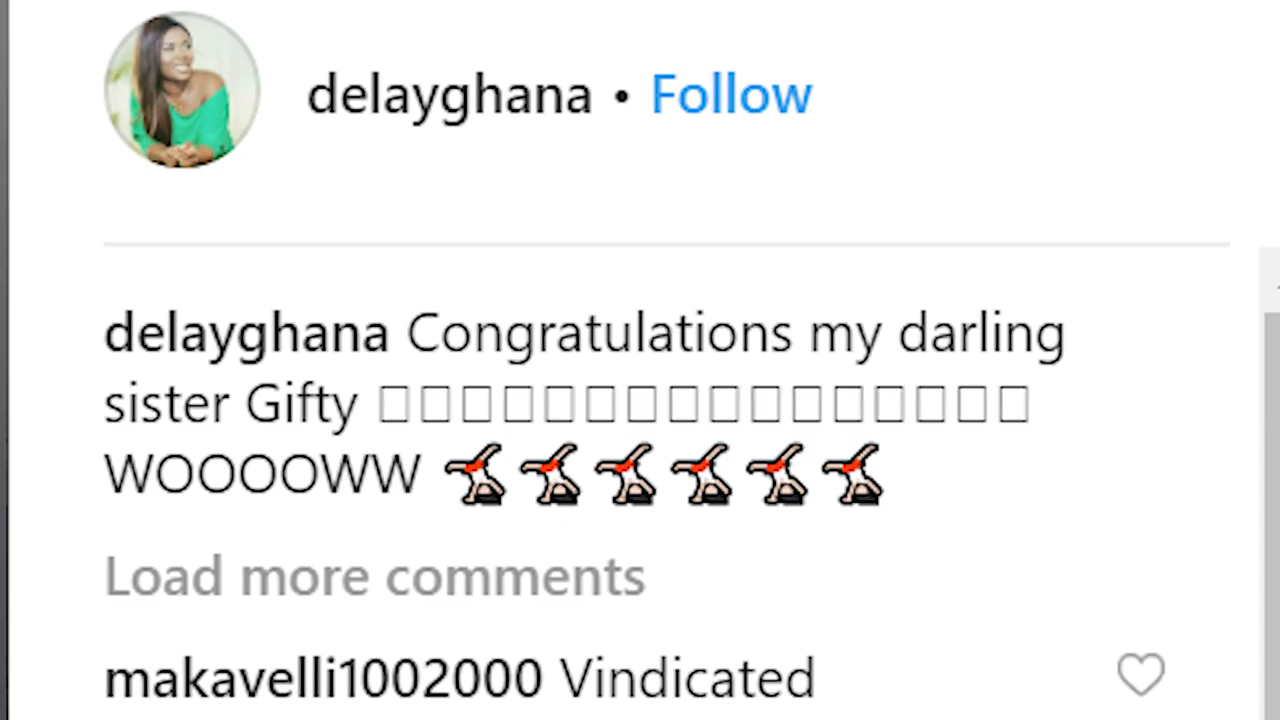 delayghana • Follow
delayghana Congratulations my darling
sister Gifty □□□□□□□□□□□□□□□□
WOOOOWW 🤸🤸🤸🤸🤸🤸
Load more comments
makavelli1002000 Vindicated